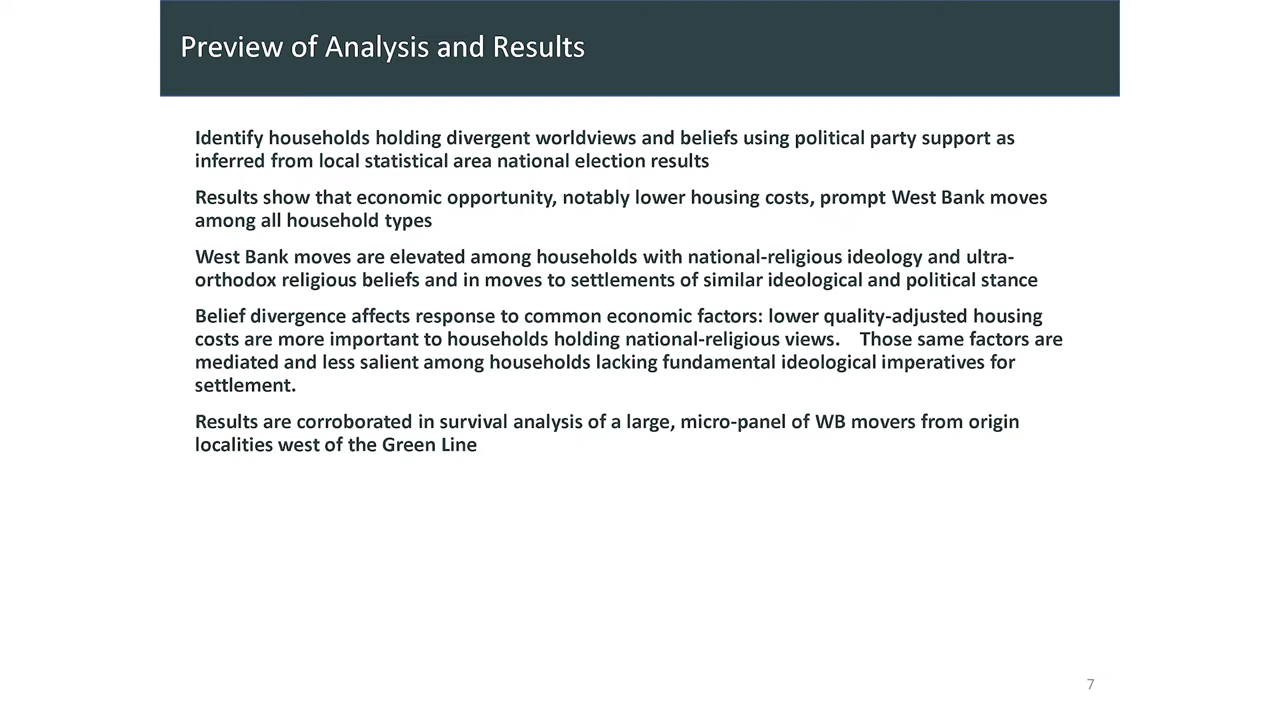 Preview of Analysis and Results
Identify households holding divergent worldviews and beliefs using political party support as
inferred from local statistical area national election results
Results show that economic opportunity, notably lower housing costs, prompt West Bank moves
among all household types
West Bank moves are elevated among households with national-religious ideology and ultra-
orthodox religious beliefs and in moves to settlements of similar ideological and political stance
Belief divergence affects response to common economic factors: lower quality-adjusted housing
costs are more important to households holding national-religious views.    Those same factors are
mediated and less salient among households lacking fundamental ideological imperatives for
settlement.
Results are corroborated in survival analysis of a large, micro-panel of WB movers from origin
localities west of the Green Line
7